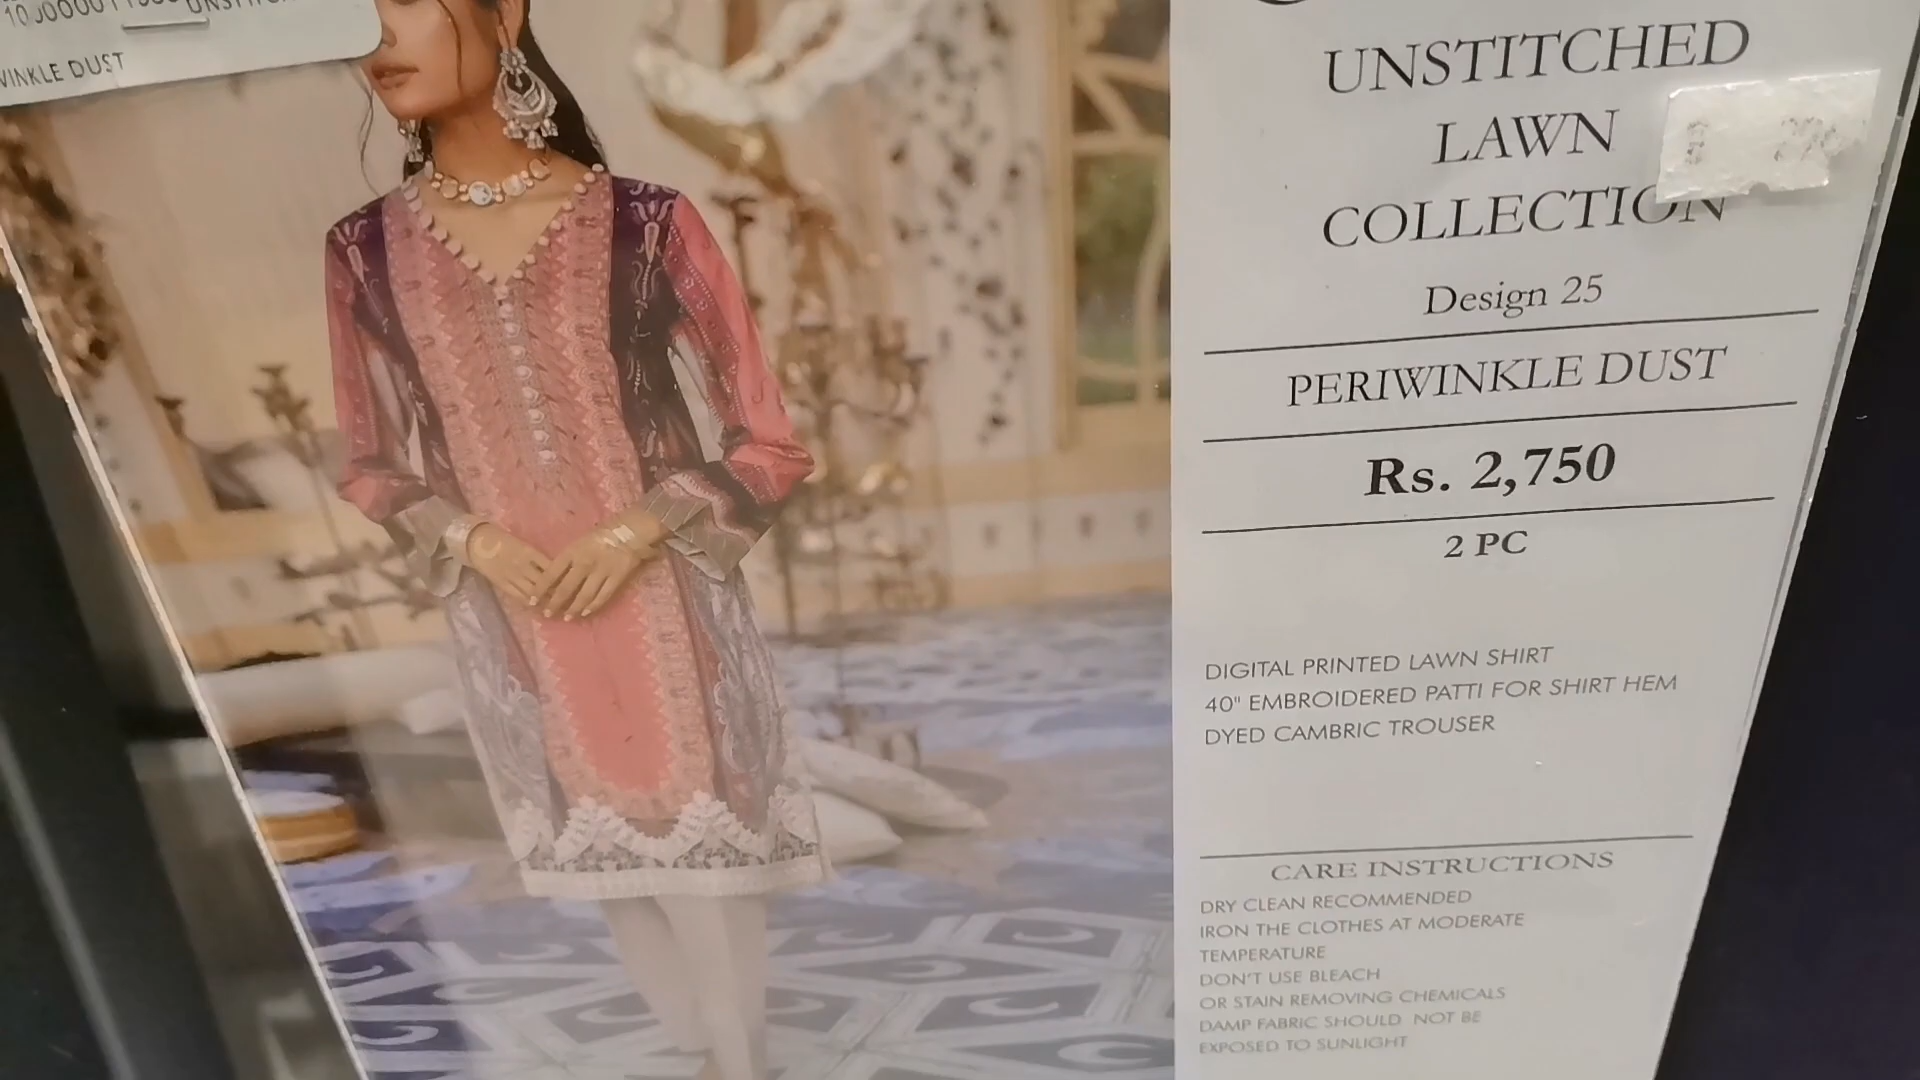 WINKLE DUST
UNSTITCHED
LAWN
COLLECTION
Design 25
PERIWINKLE DUST
Rs. 2,750
2 PC
DIGITAL PRINTED LAWN SHIRT
40" EMBROIDERED PATTI FOR SHIRT HEM
DYED CAMBRIC TROUSER
CARE INSTRUCTIONS
DRY CLEAN RECOMMENDED
IRON THE CLOTHES AT MODERATE
TEMPERATURE
DON'T USE BLEACH
OR STAIN REMOVING CHEMICALS
DAMP FABRIC SHOULD NOT BE
EXPOSED TO SUNLIGHT